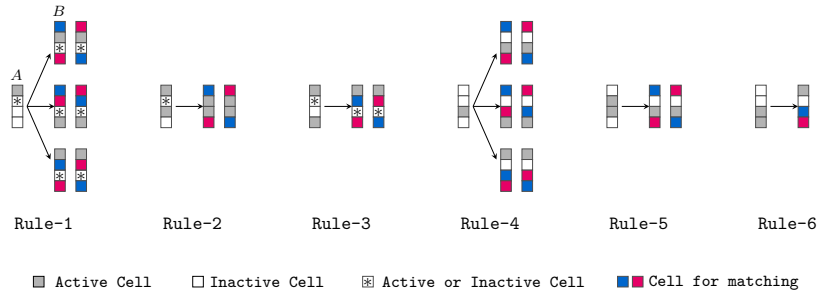 B
A
* *
*
* *
* *
*
*
* *
Rule-1 Rule-2 Rule-3 Rule-4 Rule-5 Rule-6
Active Cell Inactive Cell * Active or Inactive Cell Cell for matching